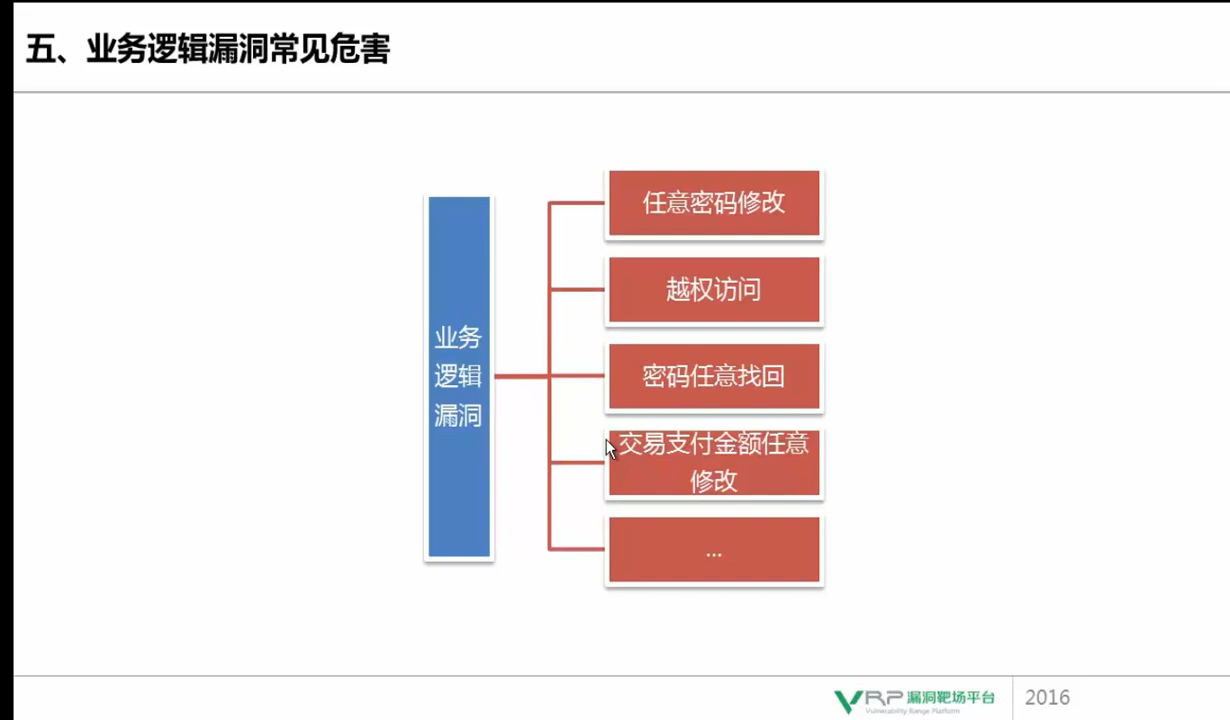 五、业务逻辑漏洞常见危害
业务
逻辑
漏洞
任意密码修改
越权访问
密码任意找回
交易支付金额任意
修改
...
VRP 漏洞靶场平台
Vulnerability Range Platform
2016